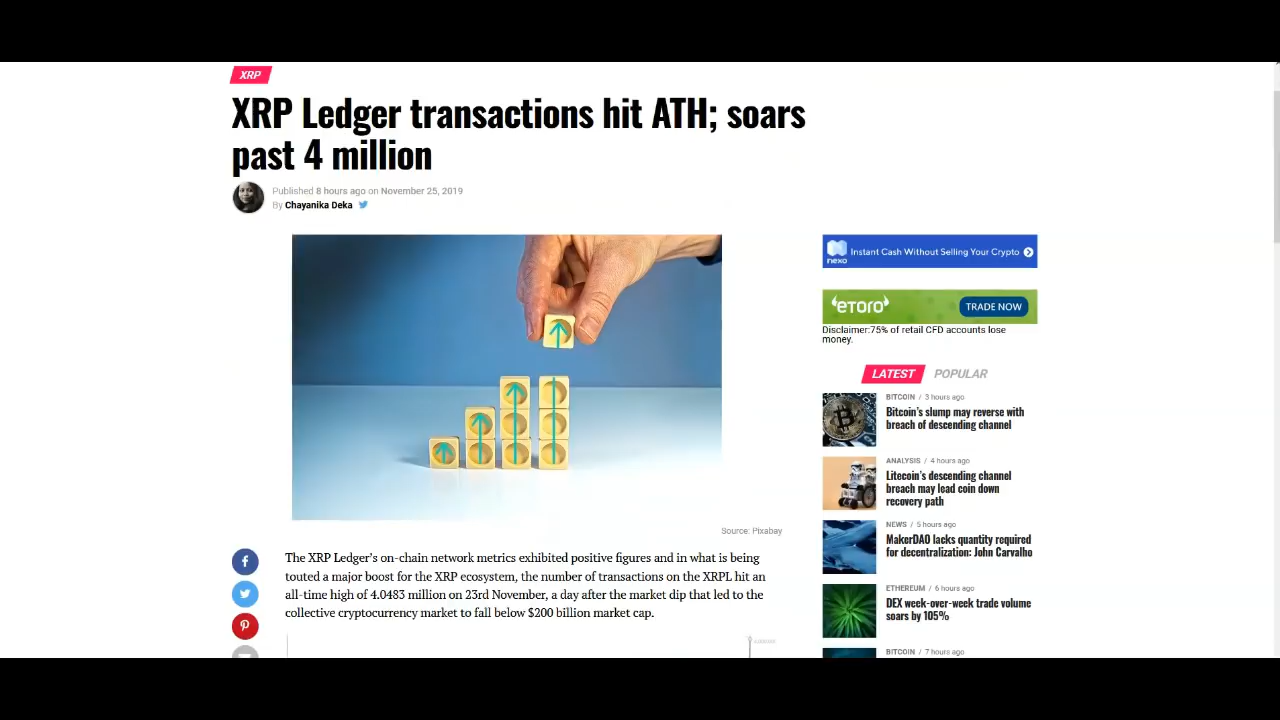 XRP
XRP Ledger transactions hit ATH; soars
past 4 million
Published 8 hours ago on November 25, 2019
By Chayanika Deka
Source: Pixabay
The XRP Ledger's on-chain network metrics exhibited positive figures and in what is being
touted a major boost for the XRP ecosystem, the number of transactions on the XRPL hit an
all-time high of 4.0483 million on 23rd November, a day after the market dip that led to the
collective cryptocurrency market to fall below $200 billion market cap.
nexo
Instant Cash Without Selling Your Crypto
eTORO
TRADE NOW
Disclaimer:75% of retail CFD accounts lose
money.
LATEST POPULAR
BITCOIN / 3 hours ago
Bitcoin's slump may reverse with
breach of descending channel
ANALYSIS / 4 hours ago
Litecoin's descending channel
breach may lead coin down
recovery path
NEWS / 5 hours ago
MakerDAO lacks quantity required
for decentralization: John Carvalho
ETHEREUM / 6 hours ago
DEX week-over-week trade volume
soars by 105%
BITCOIN / 7 hours ago